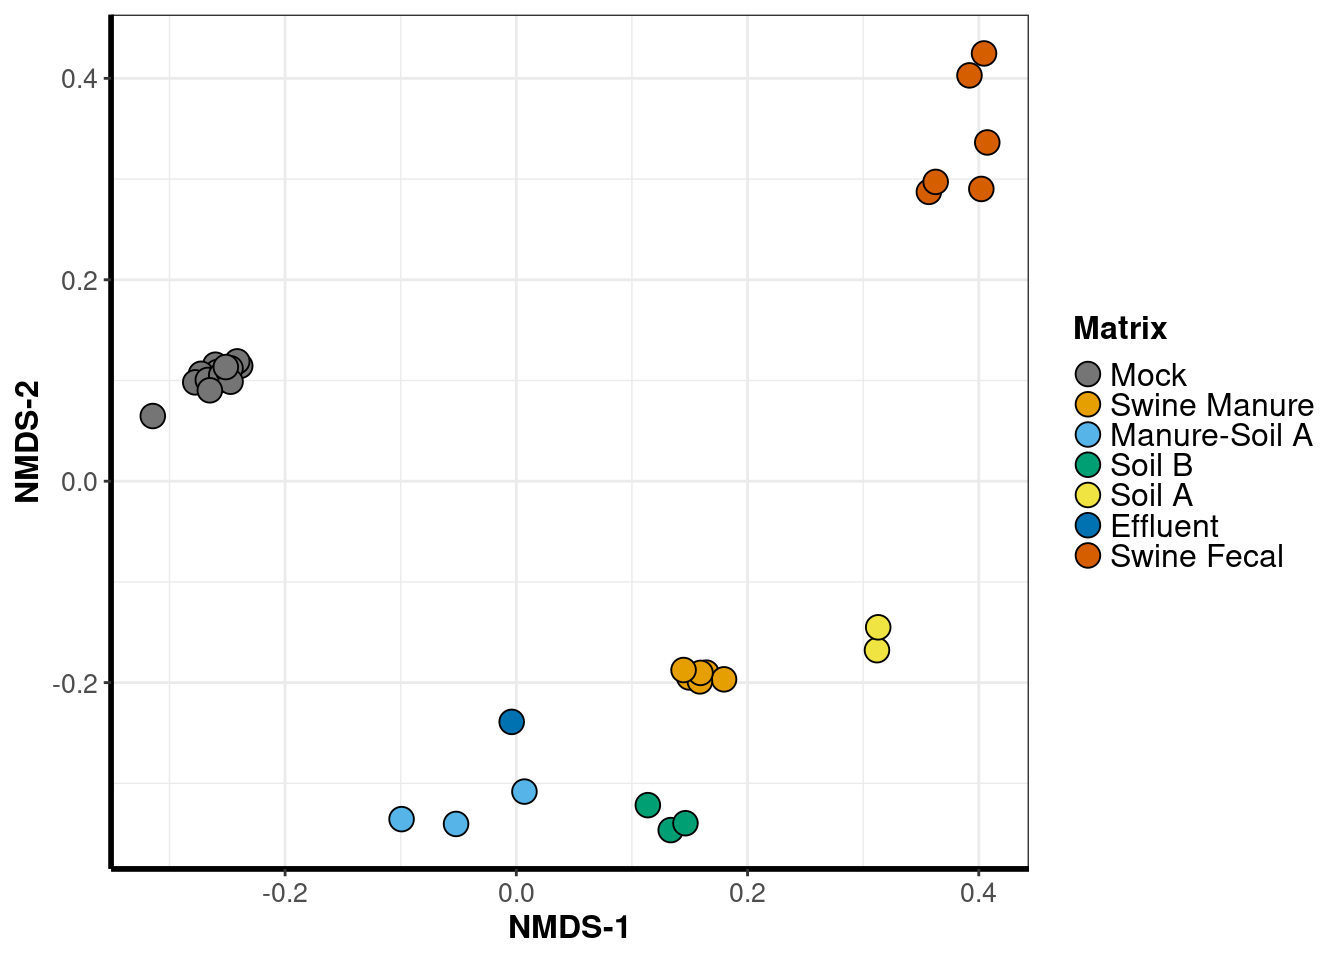 0.4
0.2
0.0
-0.2
NMDS-2
-0.2
0.0
0.2
0.4
NMDS-1
Matrix
Mock
Swine Manure
Manure-Soil A
Soil B
Soil A
Effluent
Swine Fecal